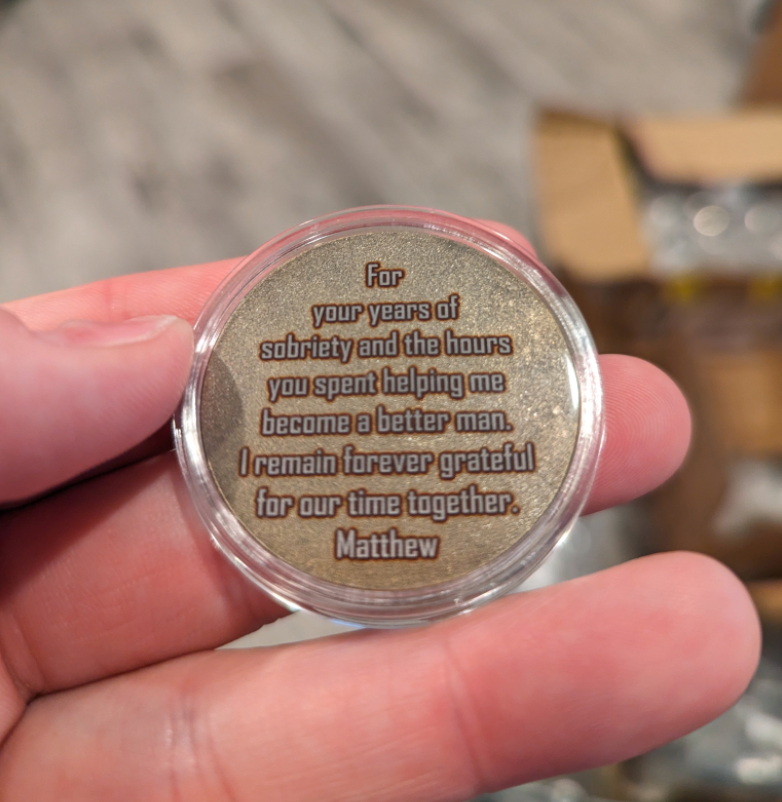 For
your years of
sobriety and the hours
you spent helping me
become a better man.
I remain forever grateful
for our time together.
Matthew